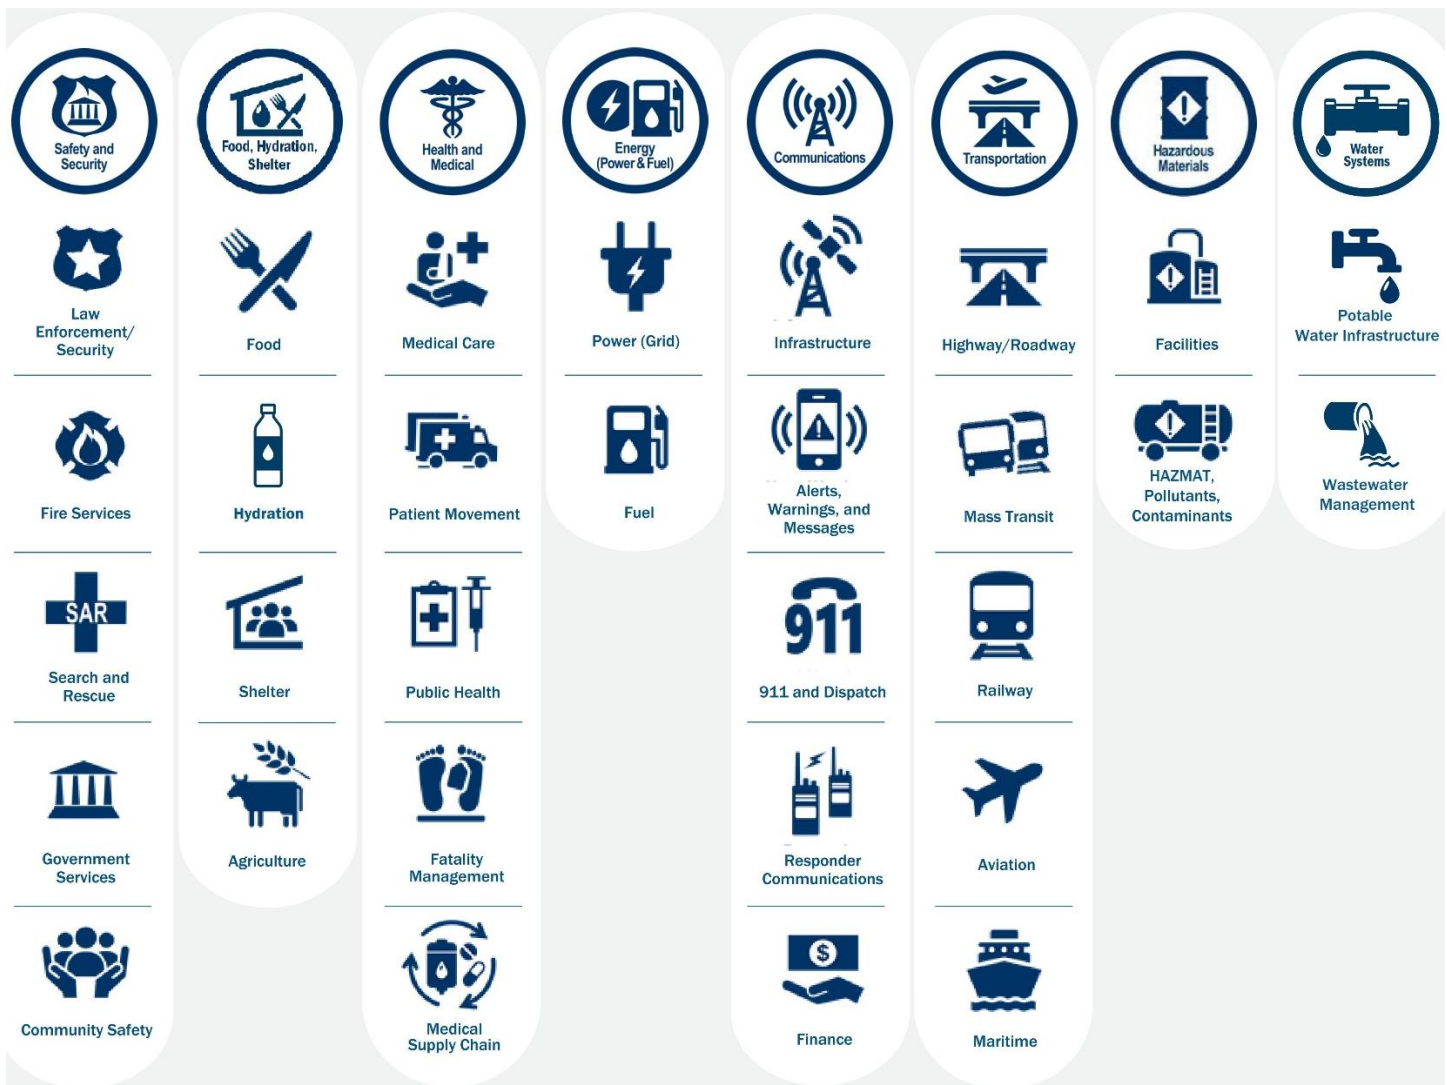 Safety and
Security
Law
Enforcement/
Security
Fire Services
SAR
Search and
Rescue
Government
Services
Community Safety
Food, Hydration,
Shelter
Food
Hydration
Shelter
Agriculture
Health and
Medical
Medical Care
Patient Movement
Public Health
Fatality
Management
Medical
Supply Chain
Energy
(Power & Fuel)
Power (Grid)
Fuel
Communications
Infrastructure
Alerts,
Warnings, and
Messages
911
911 and Dispatch
Responder
Communications
$
Finance
Transportation
Highway/Roadway
Mass Transit
Railway
Aviation
Maritime
Hazardous
Materials
Facilities
HAZMAT,
Pollutants,
Contaminants
Water
Systems
Potable
Water Infrastructure
Wastewater
Management